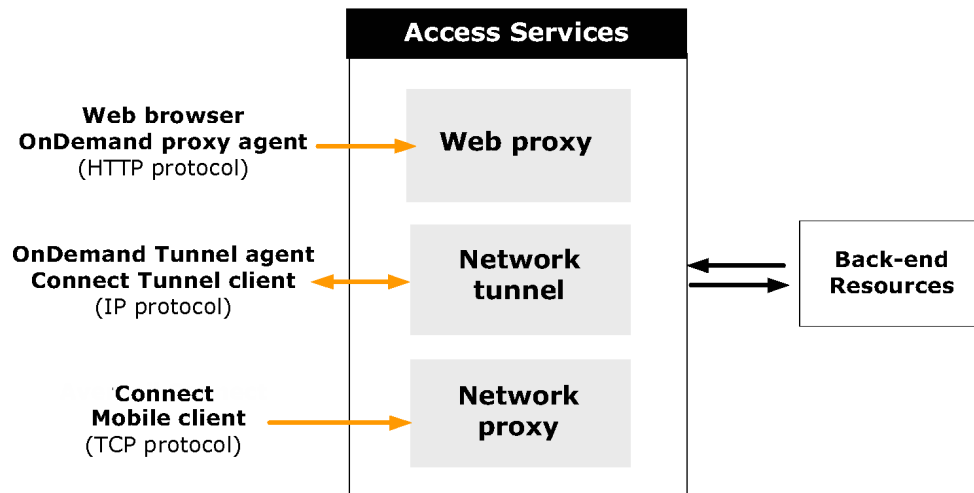 Access Services
Web browser
OnDemand proxy agent
(HTTP protocol)
Web proxy
OnDemand Tunnel agent
Connect Tunnel client
(IP protocol)
Network
tunnel
Back-end
Resources
Connect
Mobile client
(TCP protocol)
Network
proxy